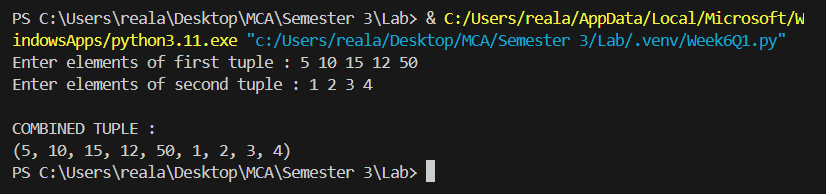 PS C:\Users\reala\Desktop\MCA\Semester 3\Lab> & C:/Users/reala/AppData/Local/Microsoft/W
indowsApps/python3.11.exe "c:/Users/reala/Desktop/MCA/Semester 3/Lab/.venv/Week6Q1.py"
Enter elements of first tuple : 5 10 15 12 50
Enter elements of second tuple : 1 2 3 4
COMBINED TUPLE :
(5, 10, 15, 12, 50, 1, 2, 3, 4)
PS C:\Users\reala\Desktop\MCA\Semester 3\Lab>